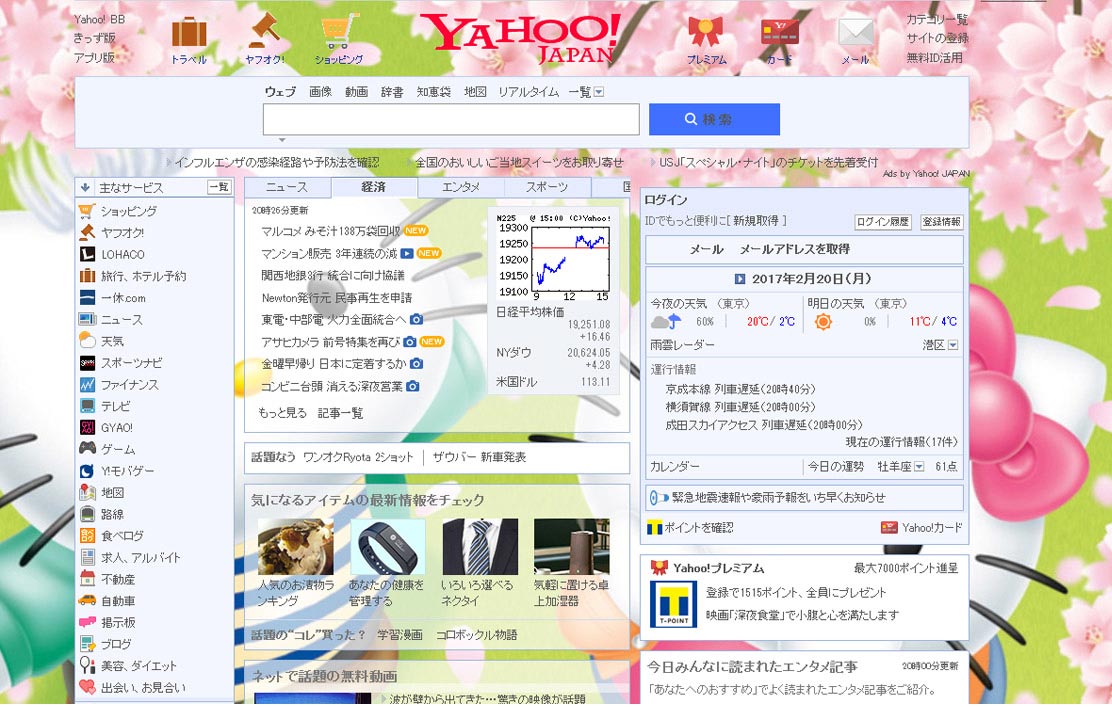 Yahoo! BB
きっず版
アプリ版
トラベル
ヤフオク!
ショッピング
YAHOO!
JAPAN
プレミアム
カード
メール
カテゴリ一覧
サイトの登録
無料ID活用
ウェブ 画像 動画 辞書 知恵袋 地図 リアルタイム 一覧
検索
インフルエンザの感染経路や予防法を確認
全国のおいしいご当地スイーツをお取り寄せ
USJ「スペシャル・ナイト」のチケットを先着受付
Ads by Yahoo! JAPAN
主なサービス 一覧
ショッピング
ヤフオク!
LOHACO
旅行、ホテル予約
一休.com
ニュース
天気
スポーツナビ
ファイナンス
テレビ
GYAO!
ゲーム
Y!モバゲー
地図
路線
食べログ
求人、アルバイト
不動産
自動車
掲示板
ブログ
美容、ダイエット
出会い、お見合い
ニュース 経済 エンタメ スポーツ
20時26分更新
マルコメ みそ汁138万袋回収 NEW
マンション販売 3年連続の減 NEW
関西地銀3行 統合に向け協議
Newton発行元 民事再生を申請
東電・中部電 火力全面統合へ
アサヒカメラ 前号特集を再び NEW
金曜早帰り 日本に定着するか
コンビニ台頭 消える深夜営業
もっと見る 記事一覧
N225 @ 15:00 (C)Yahoo!
19300
19250
19200
19150
19100
9 12 15
日経平均株価
19,251.08
+16.46
NYダウ 20,624.05
+4.28
米国ドル 113.11
話題なう ワンオクRyota 2ショット ザウバー 新車発表
気になるアイテムの最新情報をチェック
人気のお漬物ランキング
あなたの健康を管理する
いろいろ選べるネクタイ
気軽に置ける卓上加湿器
話題の“コレ”買った? 学習漫画 コロボックル物語
ネットで話題の無料動画
波が壁から出てきた…驚きの映像が話題
ログイン
IDでもっと便利に[ 新規取得 ] ログイン履歴 登録情報
メール メールアドレスを取得
2017年2月20日(月)
今夜の天気 (東京) 明日の天気 (東京)
60% 20℃/ 2℃ 0% 11℃/ 4℃
雨雲レーダー 港区
運行情報
京成本線 列車遅延(20時40分)
横須賀線 列車遅延(20時00分)
成田スカイアクセス 列車遅延(20時00分)
現在の運行情報(17件)
カレンダー 今日の運勢 牡羊座 61点
緊急地震速報や豪雨予報をいち早くお知らせ
ポイントを確認 Yahoo!カード
Yahoo!プレミアム 最大7000ポイント進呈
T-POINT
登録で1515ポイント、全員にプレゼント
映画「深夜食堂」で小腹と心を満たします
今日みんなに読まれたエンタメ記事 20時00分更新
「あなたへのおすすめ」でよく読まれたエンタメ記事をご紹介。